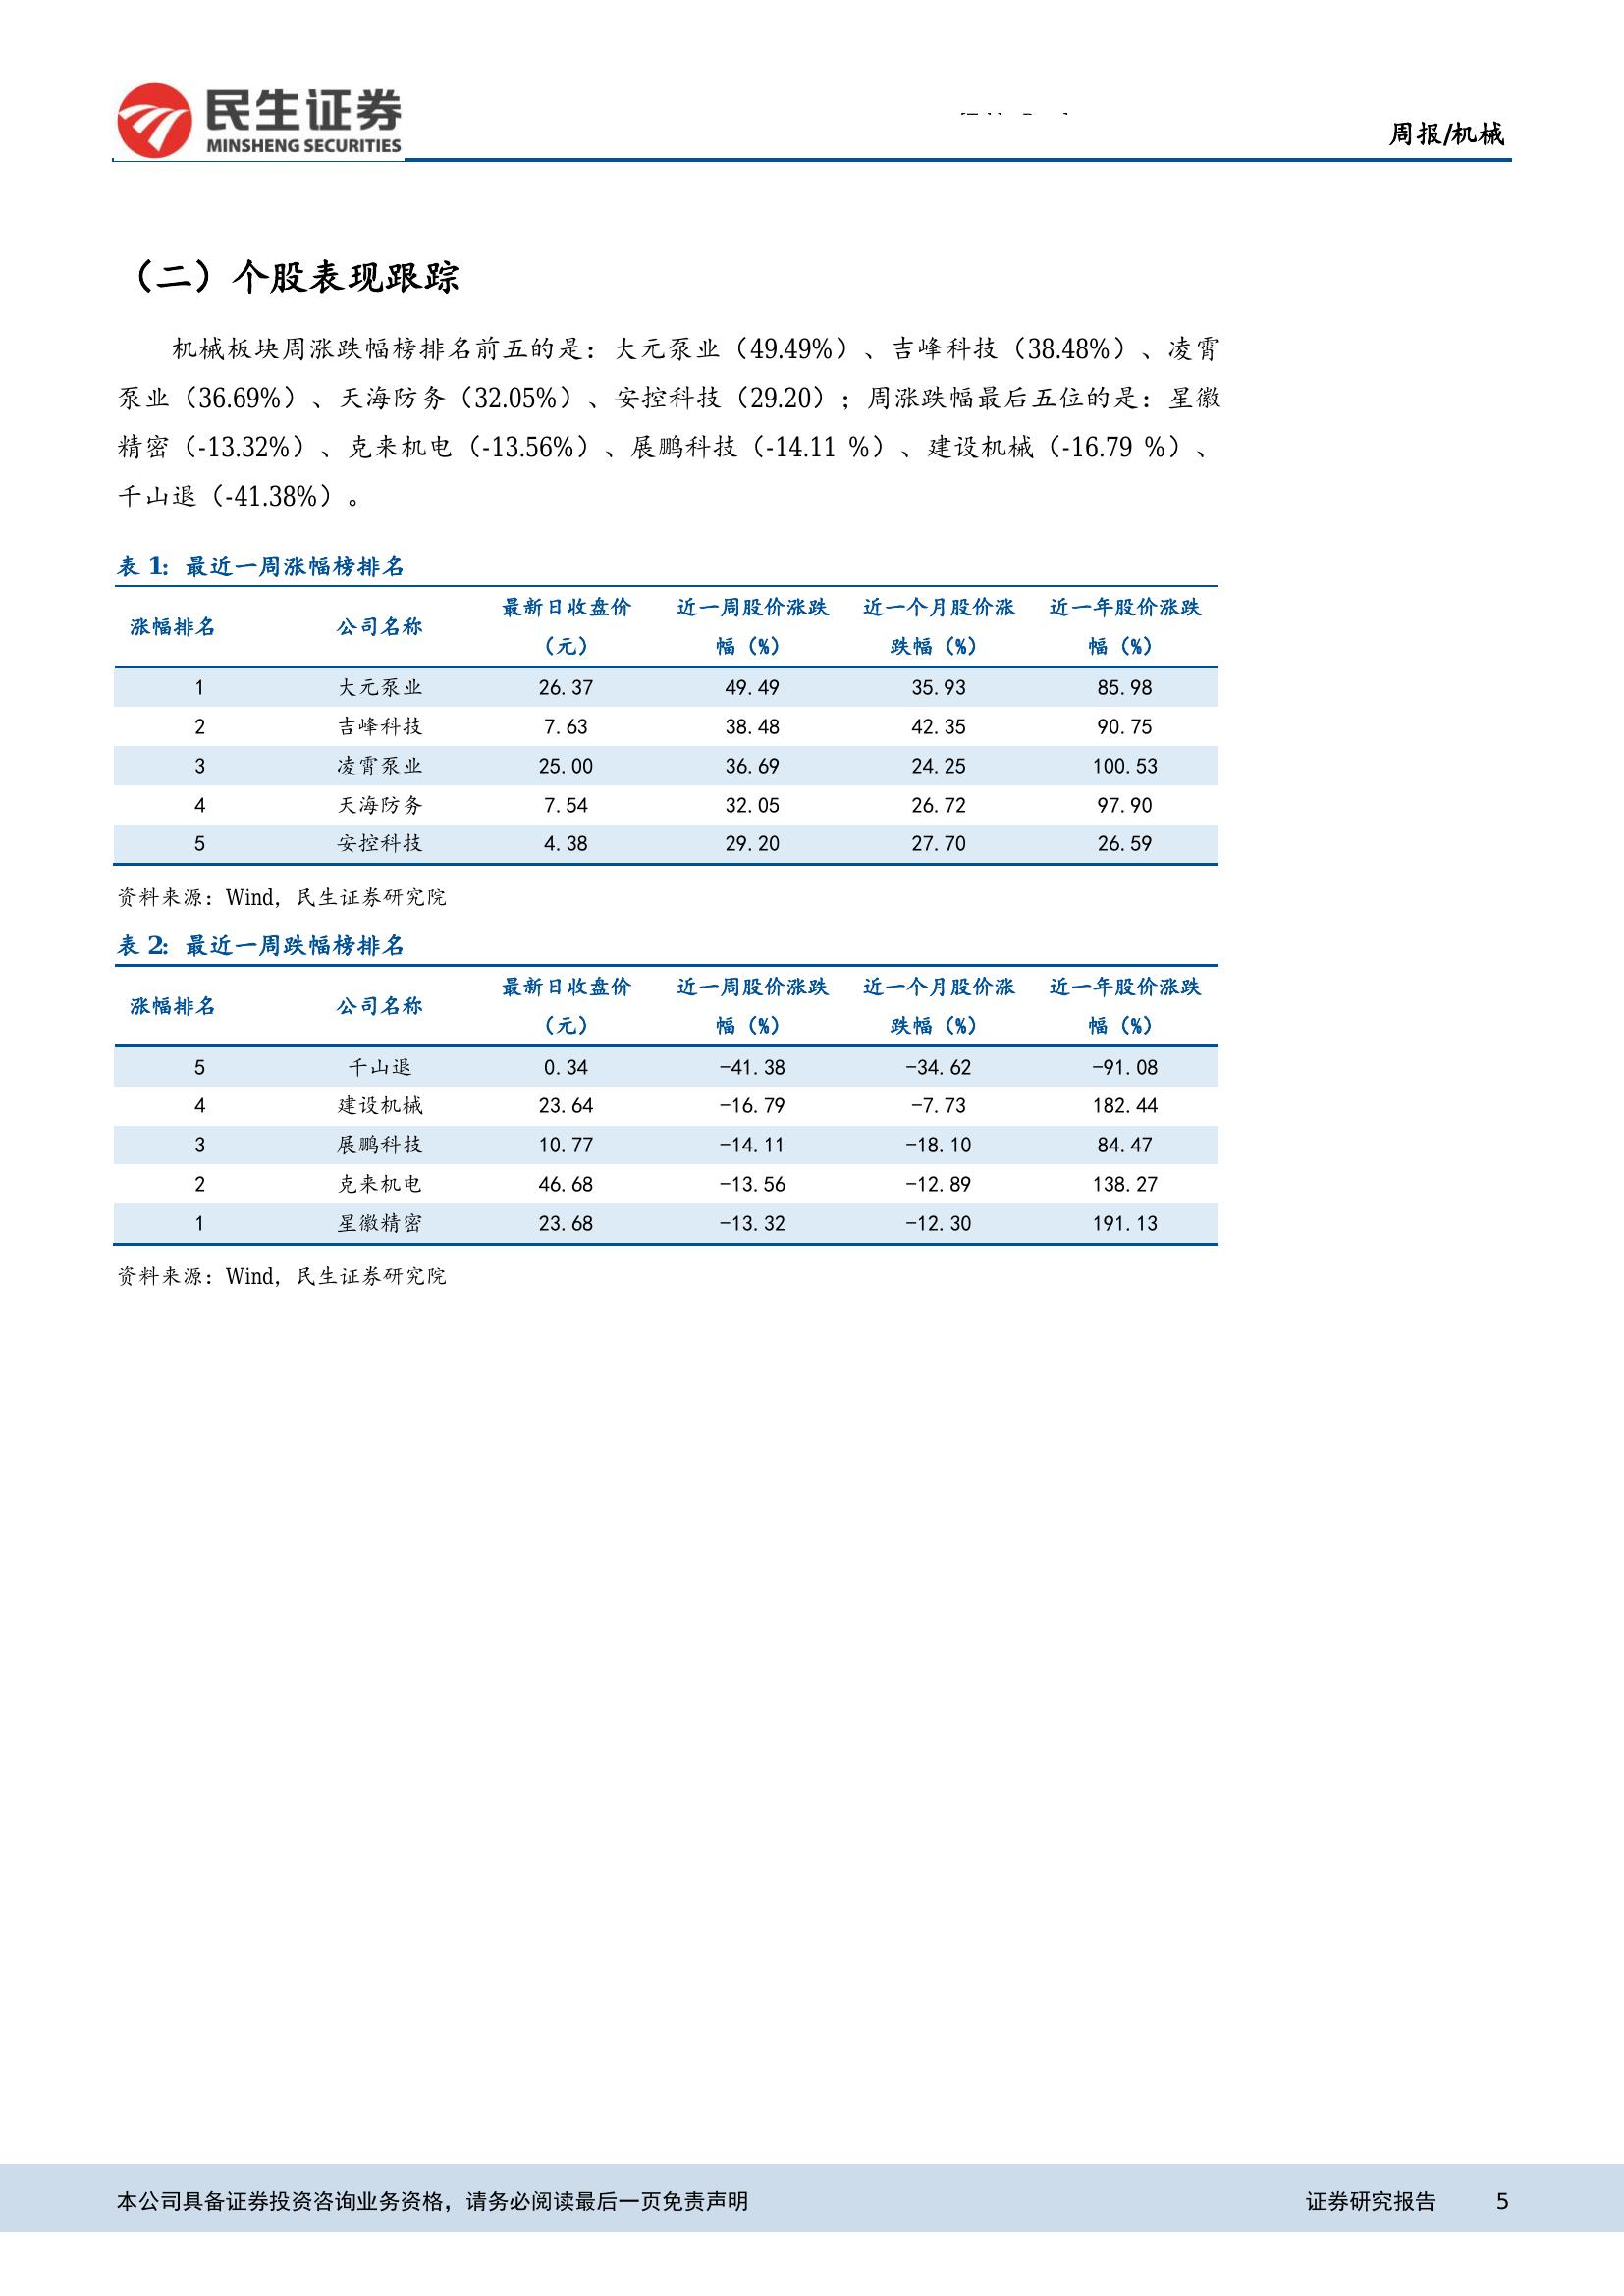 民生证券
MINSHENG SECURITIES
周报/机械
（二）个股表现跟踪
机械板块周涨跌幅榜排名前五的是：大元泵业（49.49%）、吉峰科技（38.48%）、凌霄
泵业（36.69%）、天海防务（32.05%）、安控科技（29.20）；周涨跌幅最后五位的是：星徽
精密（-13.32%）、克来机电（-13.56%）、展鹏科技（-14.11 %）、建设机械（-16.79 %）、
千山退（-41.38%）。
表 1：最近一周涨幅榜排名
涨幅排名 公司名称 最新日收盘价 近一周股价涨跌 近一个月股价涨 近一年股价涨跌
（元） 幅（%） 跌幅（%） 幅（%）
1 大元泵业 26.37 49.49 35.93 85.98
2 吉峰科技 7.63 38.48 42.35 90.75
3 凌霄泵业 25.00 36.69 24.25 100.53
4 天海防务 7.54 32.05 26.72 97.90
5 安控科技 4.38 29.20 27.70 26.59
资料来源：Wind，民生证券研究院
表 2：最近一周跌幅榜排名
涨幅排名 公司名称 最新日收盘价 近一周股价涨跌 近一个月股价涨 近一年股价涨跌
（元） 幅（%） 跌幅（%） 幅（%）
5 千山退 0.34 -41.38 -34.62 -91.08
4 建设机械 23.64 -16.79 -7.73 182.44
3 展鹏科技 10.77 -14.11 -18.10 84.47
2 克来机电 46.68 -13.56 -12.89 138.27
1 星徽精密 23.68 -13.32 -12.30 191.13
资料来源：Wind，民生证券研究院
本公司具备证券投资咨询业务资格，请务必阅读最后一页免责声明 证券研究报告 5